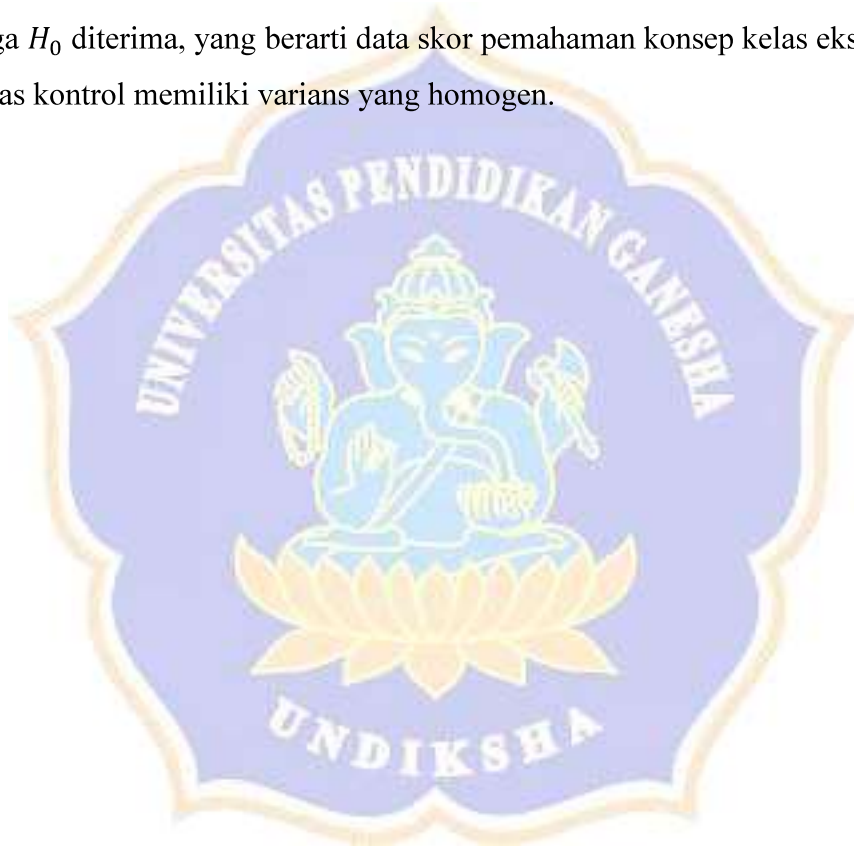 ga H₀ diterima, yang berarti data skor pemahaman konsep kelas eks
as kontrol memiliki varians yang homogen.
UNIVERSITAS PENDIDIKAN GANESHA
UNDIKSHA